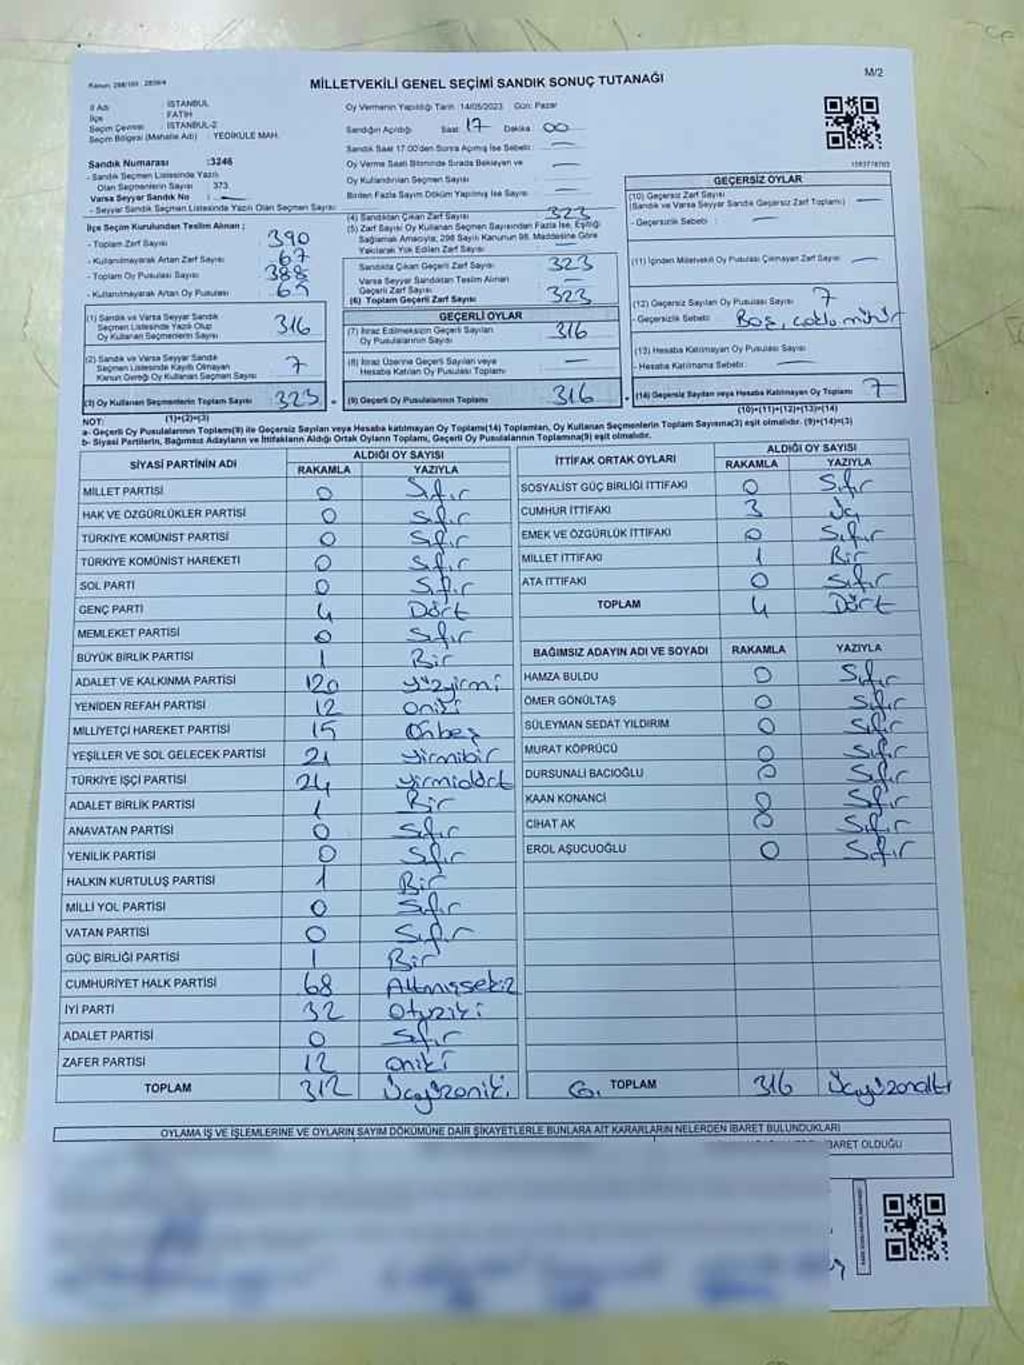 Kanun: 298/105 2839/4
MİLLETVEKİLİ GENEL SEÇİMİ SANDIK SONUÇ TUTANAĞI
M/2
İl Adı : İSTANBUL
İlçe : FATİH
Seçim Çevresi : İSTANBUL-2
Seçim Bölgesi (Mahalle Adı) : YEDİKULE MAH.
Sandık Numarası :3246
- Sandık Seçmen Listesinde Yazılı
Olan Seçmenlerin Sayısı : 373
Varsa Seyyar Sandık No : —
- Seyyar Sandık Seçmen Listesinde Yazılı Olan Seçmen Sayısı:
İlçe Seçim Kurulundan Teslim Alınan ;
- Toplam Zarf Sayısı : 390
- Kullanılmayarak Artan Zarf Sayısı : 67
- Toplam Oy Pusulası Sayısı : 388
- Kullanılmayarak Artan Oy Pusulası : 65
(1) Sandık ve Varsa Seyyar Sandık
Seçmen Listesinde Yazılı Olup
Oy Kullanan Seçmenlerin Sayısı : 316
(2) Sandık ve Varsa Seyyar Sandık
Seçmen Listesinde Kayıtlı Olmayan
Kanun Gereği Oy Kullanan Seçmen Sayısı : 7
(3) Oy Kullanan Seçmenlerin Toplam Sayısı : 323
(1)+(2)=(3)
Oy Vermenin Yapıldığı Tarih : 14/05/2023 Gün: Pazar
Sandığın Açıldığı Saat 17 Dakika 00
Sandık Saat 17.00'den Sonra Açılmış İse Sebebi : —
Oy Verme Saati Bitiminde Sırada Bekleyen ve
Oy Kullandırılan Seçmen Sayısı : —
Birden Fazla Sayım Döküm Yapılmış İse Sayısı : —
(4) Sandıktan Çıkan Zarf Sayısı : 323
(5) Zarf Sayısı Oy Kullanan Seçmen Sayısından Fazla İse, Eşitliği
Sağlamak Amacıyla, 298 Sayılı Kanunun 98. Maddesine Göre
Yakılarak Yok Edilen Zarf Sayısı : —
Sandıkta Çıkan Geçerli Zarf Sayısı : 323
Varsa Seyyar Sandıktan Teslim Alınan
Geçerli Zarf Sayısı : —
(6) Toplam Geçerli Zarf Sayısı : 323
GEÇERLİ OYLAR
(7) İtiraz Edilmeksizin Geçerli Sayılan
Oy Pusulalarının Sayısı : 316
(8) İtiraz Üzerine Geçerli Sayılan veya
Hesaba Katılan Oy Pusulası Toplamı : —
(9) Geçerli Oy Pusulalarının Toplamı : 316
GEÇERSİZ OYLAR
(10) Geçersiz Zarf Sayısı
(Sandık ve Varsa Seyyar Sandık Geçersiz Zarf Toplamı) : —
- Geçersizlik Sebebi : —
(11) İçinden Milletvekili Oy Pusulası Çıkmayan Zarf Sayısı : —
(12) Geçersiz Sayılan Oy Pusulası Sayısı : 7
- Geçersizlik Sebebi : Boş, çoklu mühür
(13) Hesaba Katılmayan Oy Pusulası Sayısı : —
- Hesaba Katılmama Sebebi : —
(14) Geçersiz Sayılan veya Hesaba Katılmayan Oy Toplamı : 7
(10)+(11)+(12)+(13)=(14)
NOT:
a- Geçerli Oy Pusulalarının Toplamı(9) ile Geçersiz Sayılan veya Hesaba katılmayan Oy Toplamı(14) Toplamları, Oy Kullanan Seçmenlerin Toplam Sayısına(3) eşit olmalıdır. (9)+(14)=(3)
b- Siyasi Partilerin, Bağımsız Adayların ve İttifakların Aldığı Ortak Oyların Toplamı, Geçerli Oy Pusulalarının Toplamına(9) eşit olmalıdır.
SİYASİ PARTİNİN ADI ALDIĞI OY SAYISI
RAKAMLA YAZIYLA
MİLLET PARTİSİ 0 Sıfır
HAK VE ÖZGÜRLÜKLER PARTİSİ 0 Sıfır
TÜRKİYE KOMÜNİST PARTİSİ 0 Sıfır
TÜRKİYE KOMÜNİST HAREKETİ 0 Sıfır
SOL PARTİ 0 Sıfır
GENÇ PARTİ 4 Dört
MEMLEKET PARTİSİ 0 Sıfır
BÜYÜK BİRLİK PARTİSİ 1 Bir
ADALET VE KALKINMA PARTİSİ 120 Yüzyirmi
YENİDEN REFAH PARTİSİ 12 Oniki
MİLLİYETÇİ HAREKET PARTİSİ 15 Onbeş
YEŞİLLER VE SOL GELECEK PARTİSİ 21 Yirmibir
TÜRKİYE İŞÇİ PARTİSİ 24 Yirmidört
ADALET BİRLİK PARTİSİ 1 Bir
ANAVATAN PARTİSİ 0 Sıfır
YENİLİK PARTİSİ 0 Sıfır
HALKIN KURTULUŞ PARTİSİ 1 Bir
MİLLİ YOL PARTİSİ 0 Sıfır
VATAN PARTİSİ 0 Sıfır
GÜÇ BİRLİĞİ PARTİSİ 1 Bir
CUMHURİYET HALK PARTİSİ 68 Altmışsekiz
İYİ PARTİ 32 Otuziki
ADALET PARTİSİ 0 Sıfır
ZAFER PARTİSİ 12 Oniki
TOPLAM 312 Üçyüzoniki
İTTİFAK ORTAK OYLARI ALDIĞI OY SAYISI
RAKAMLA YAZIYLA
SOSYALİST GÜÇ BİRLİĞİ İTTİFAKI 0 Sıfır
CUMHUR İTTİFAKI 3 Üç
EMEK VE ÖZGÜRLÜK İTTİFAKI 0 Sıfır
MİLLET İTTİFAKI 1 Bir
ATA İTTİFAKI 0 Sıfır
TOPLAM 4 Dört
BAĞIMSIZ ADAYIN ADI VE SOYADI RAKAMLA YAZIYLA
HAMZA BULDU 0 Sıfır
ÖMER GÖNÜLTAŞ 0 Sıfır
SÜLEYMAN SEDAT YILDIRIM 0 Sıfır
MURAT KÖPRÜCÜ 0 Sıfır
DURSUNALİ BACIOĞLU 0 Sıfır
KAAN KONANCİ 0 Sıfır
CİHAT AK 0 Sıfır
EROL AŞUCUOĞLU 0 Sıfır
G. TOPLAM 316 Üçyüzonaltı
OYLAMA İŞ VE İŞLEMLERİNE VE OYLARIN SAYIM DÖKÜMÜNE DAİR ŞİKAYETLERLE BUNLARA AİT KARARLARIN NELERDEN İBARET BULUNDUKLARI
İBARET OLDUĞU